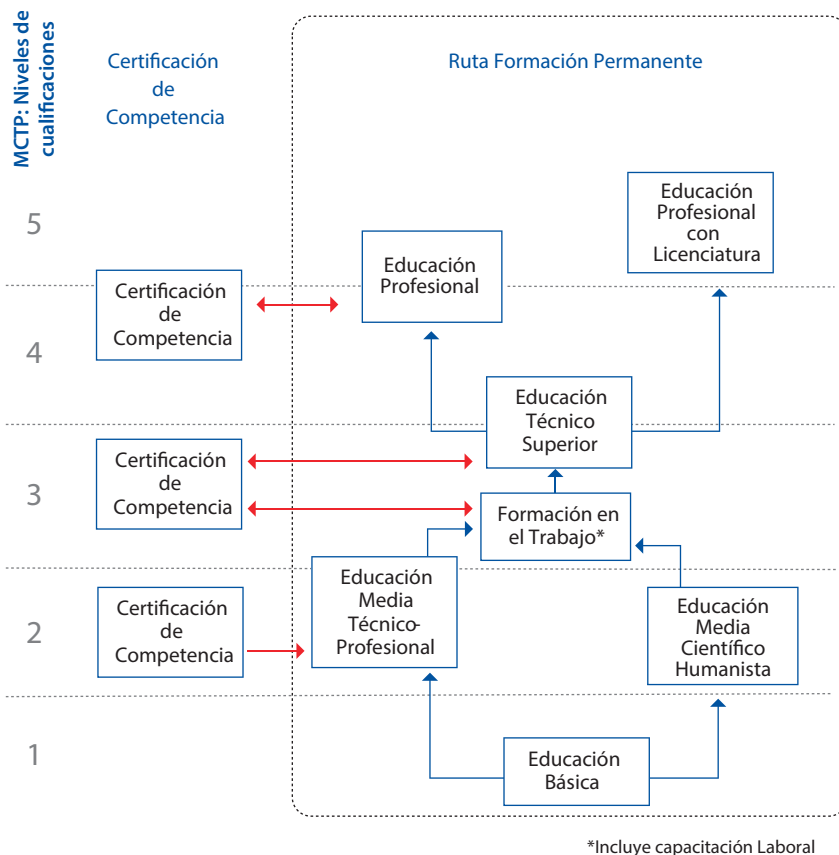 MCTP: Niveles de
cualificaciones
Certificación
de
Competencia
Ruta Formación Permanente
5
Educación
Profesional
con
Licenciatura
Educación
Profesional
Certificación
de
Competencia
4
Educación
Técnico
Superior
Certificación
de
Competencia
3
Formación en
el Trabajo*
Educación
Media
Técnico-
Profesional
Certificación
de
Competencia
2
Educación
Media
Científico
Humanista
1
Educación
Básica
*Incluye capacitación Laboral